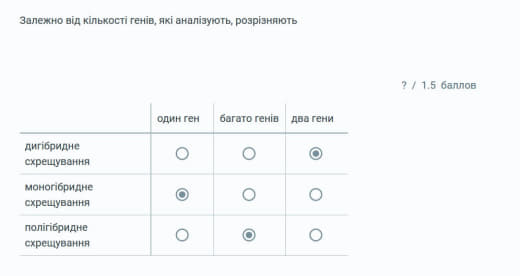 Залежно від кількості генів, які аналізують, розрізняють
? / 1.5 баллов
один ген багато генів два гени
дигібридне
схрещування
моногібридне
схрещування
полігібридне
схрещування